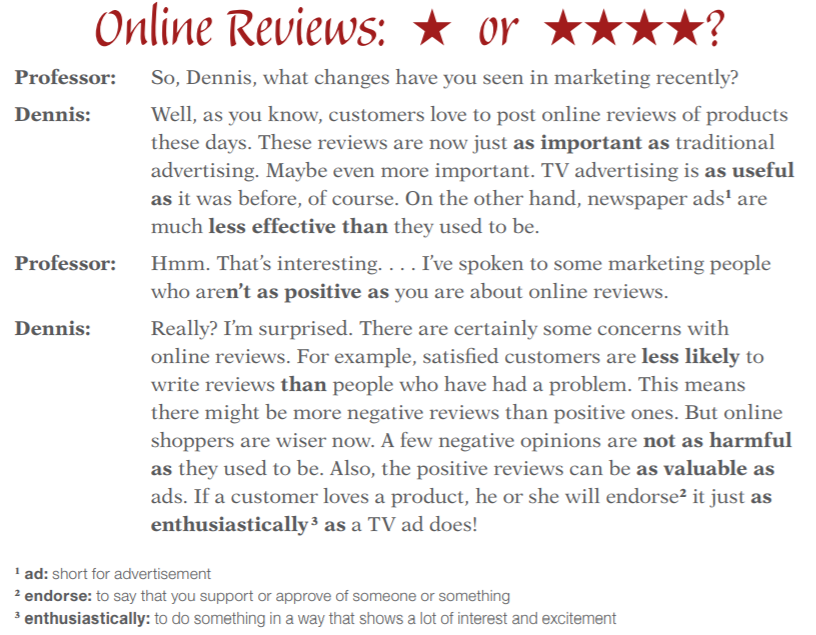 Online Reviews: ★ or ★★★★?
Professor: So, Dennis, what changes have you seen in marketing recently?
Dennis: Well, as you know, customers love to post online reviews of products
these days. These reviews are now just as important as traditional
advertising. Maybe even more important. TV advertising is as useful
as it was before, of course. On the other hand, newspaper ads¹ are
much less effective than they used to be.
Professor: Hmm. That's interesting. . . . I've spoken to some marketing people
who aren't as positive as you are about online reviews.
Dennis: Really? I'm surprised. There are certainly some concerns with
online reviews. For example, satisfied customers are less likely to
write reviews than people who have had a problem. This means
there might be more negative reviews than positive ones. But online
shoppers are wiser now. A few negative opinions are not as harmful
as they used to be. Also, the positive reviews can be as valuable as
ads. If a customer loves a product, he or she will endorse² it just as
enthusiastically³ as a TV ad does!
¹ ad: short for advertisement
² endorse: to say that you support or approve of someone or something
³ enthusiastically: to do something in a way that shows a lot of interest and excitement